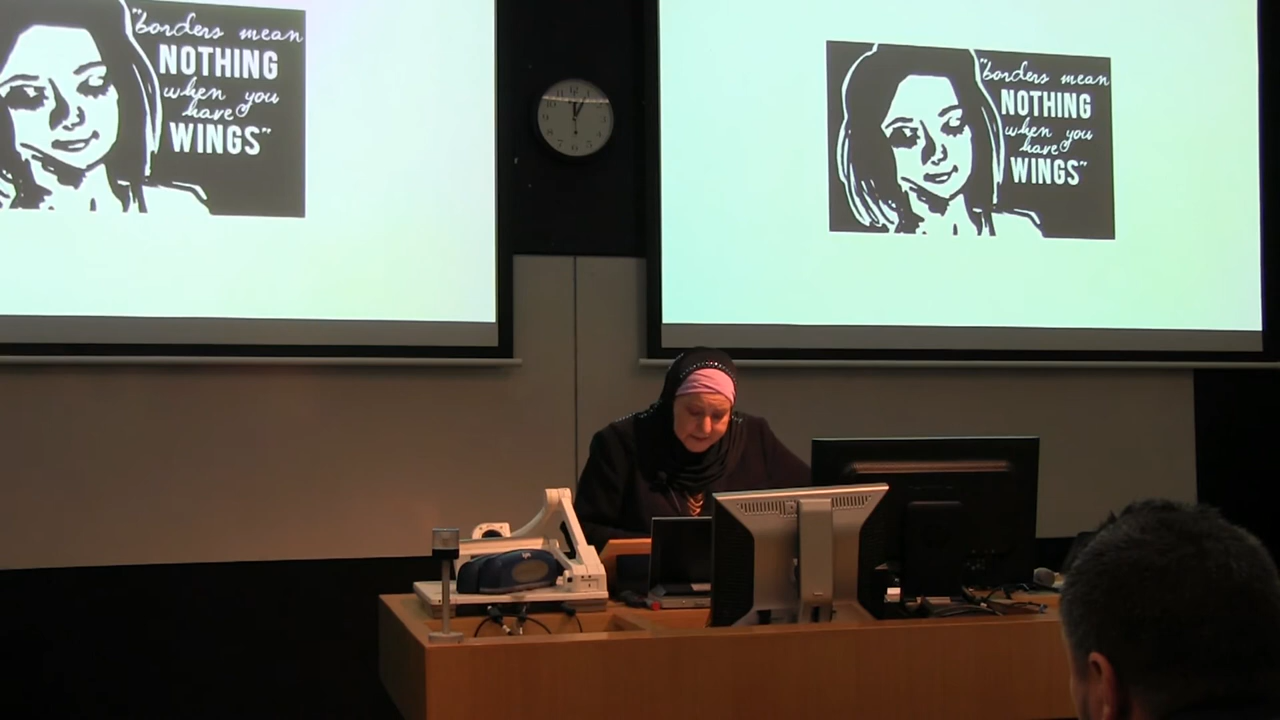 "borders mean
NOTHING
when you
have
WINGS"
"borders mean
NOTHING
when you
have
WINGS"